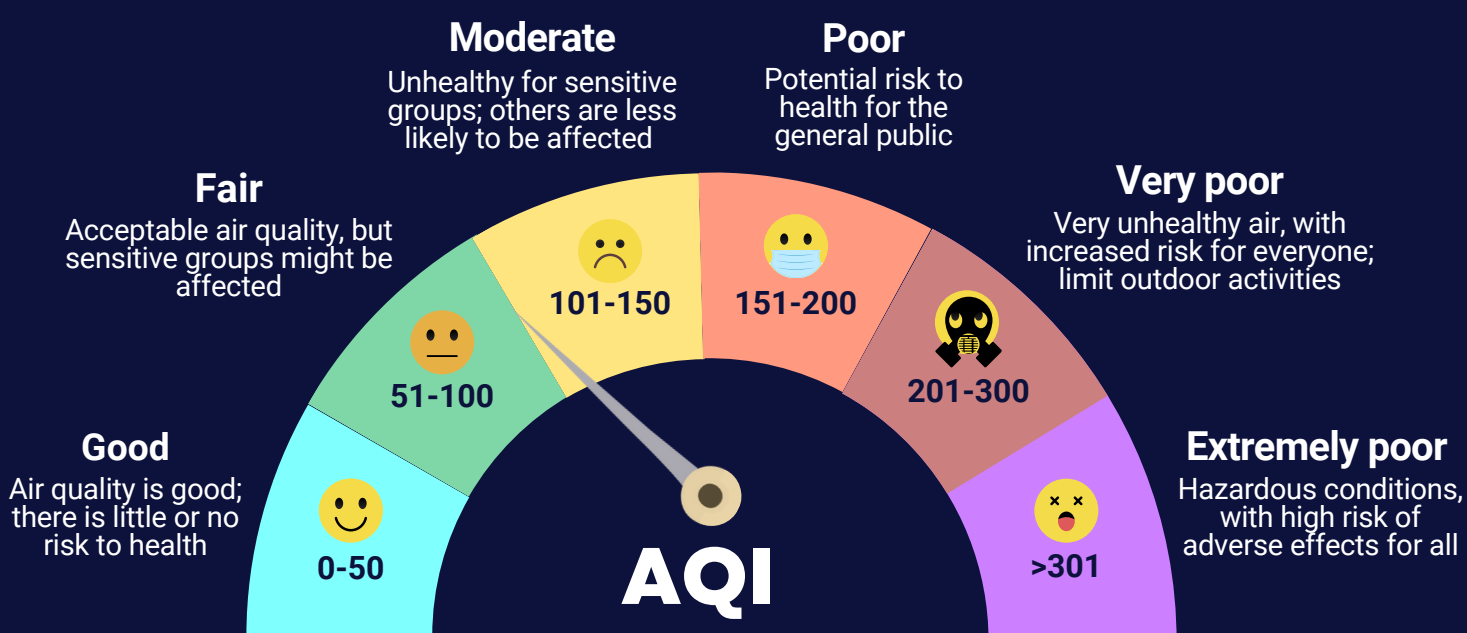 Good
Air quality is good;
there is little or no
risk to health
0-50
Fair
Acceptable air quality, but
sensitive groups might be
affected
51-100
Moderate
Unhealthy for sensitive
groups; others are less
likely to be affected
101-150
Poor
Potential risk to
health for the
general public
151-200
Very poor
Very unhealthy air, with
increased risk for everyone;
limit outdoor activities
201-300
Extremely poor
Hazardous conditions,
with high risk of
adverse effects for all
>301
AQI